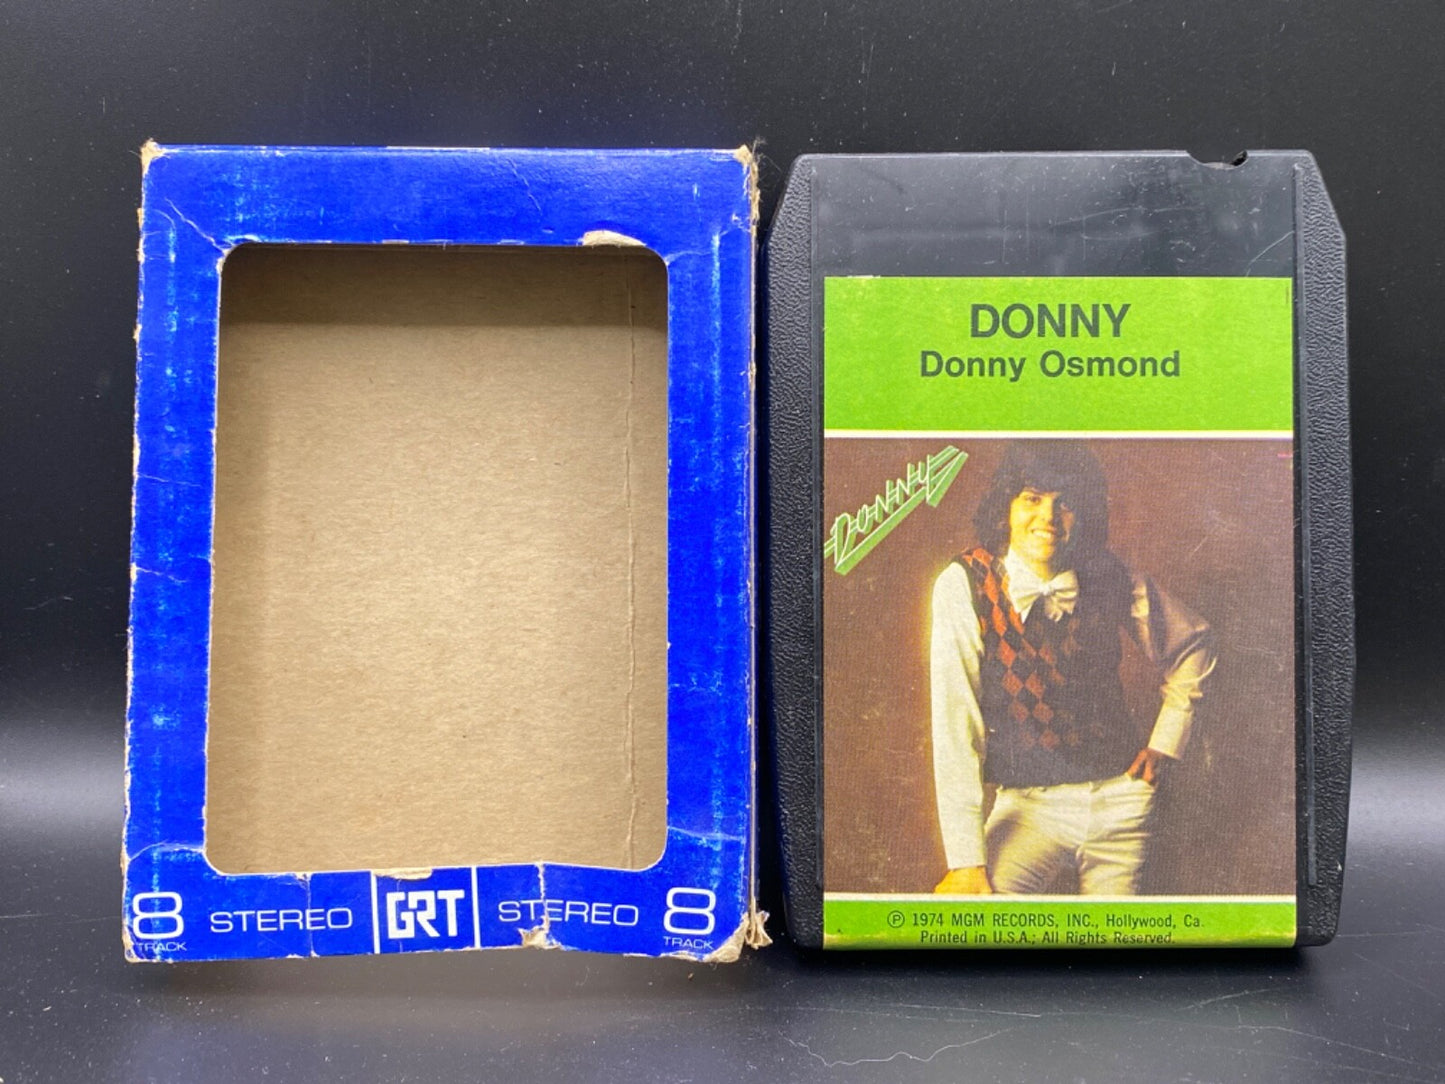 8 TRACK
STEREO
GRT
STEREO
8 TRACK
DONNY
Donny Osmond
DONNY
Ⓟ 1974 MGM RECORDS, INC., Hollywood, Ca.
Printed in U.S.A.; All Rights Reserved.